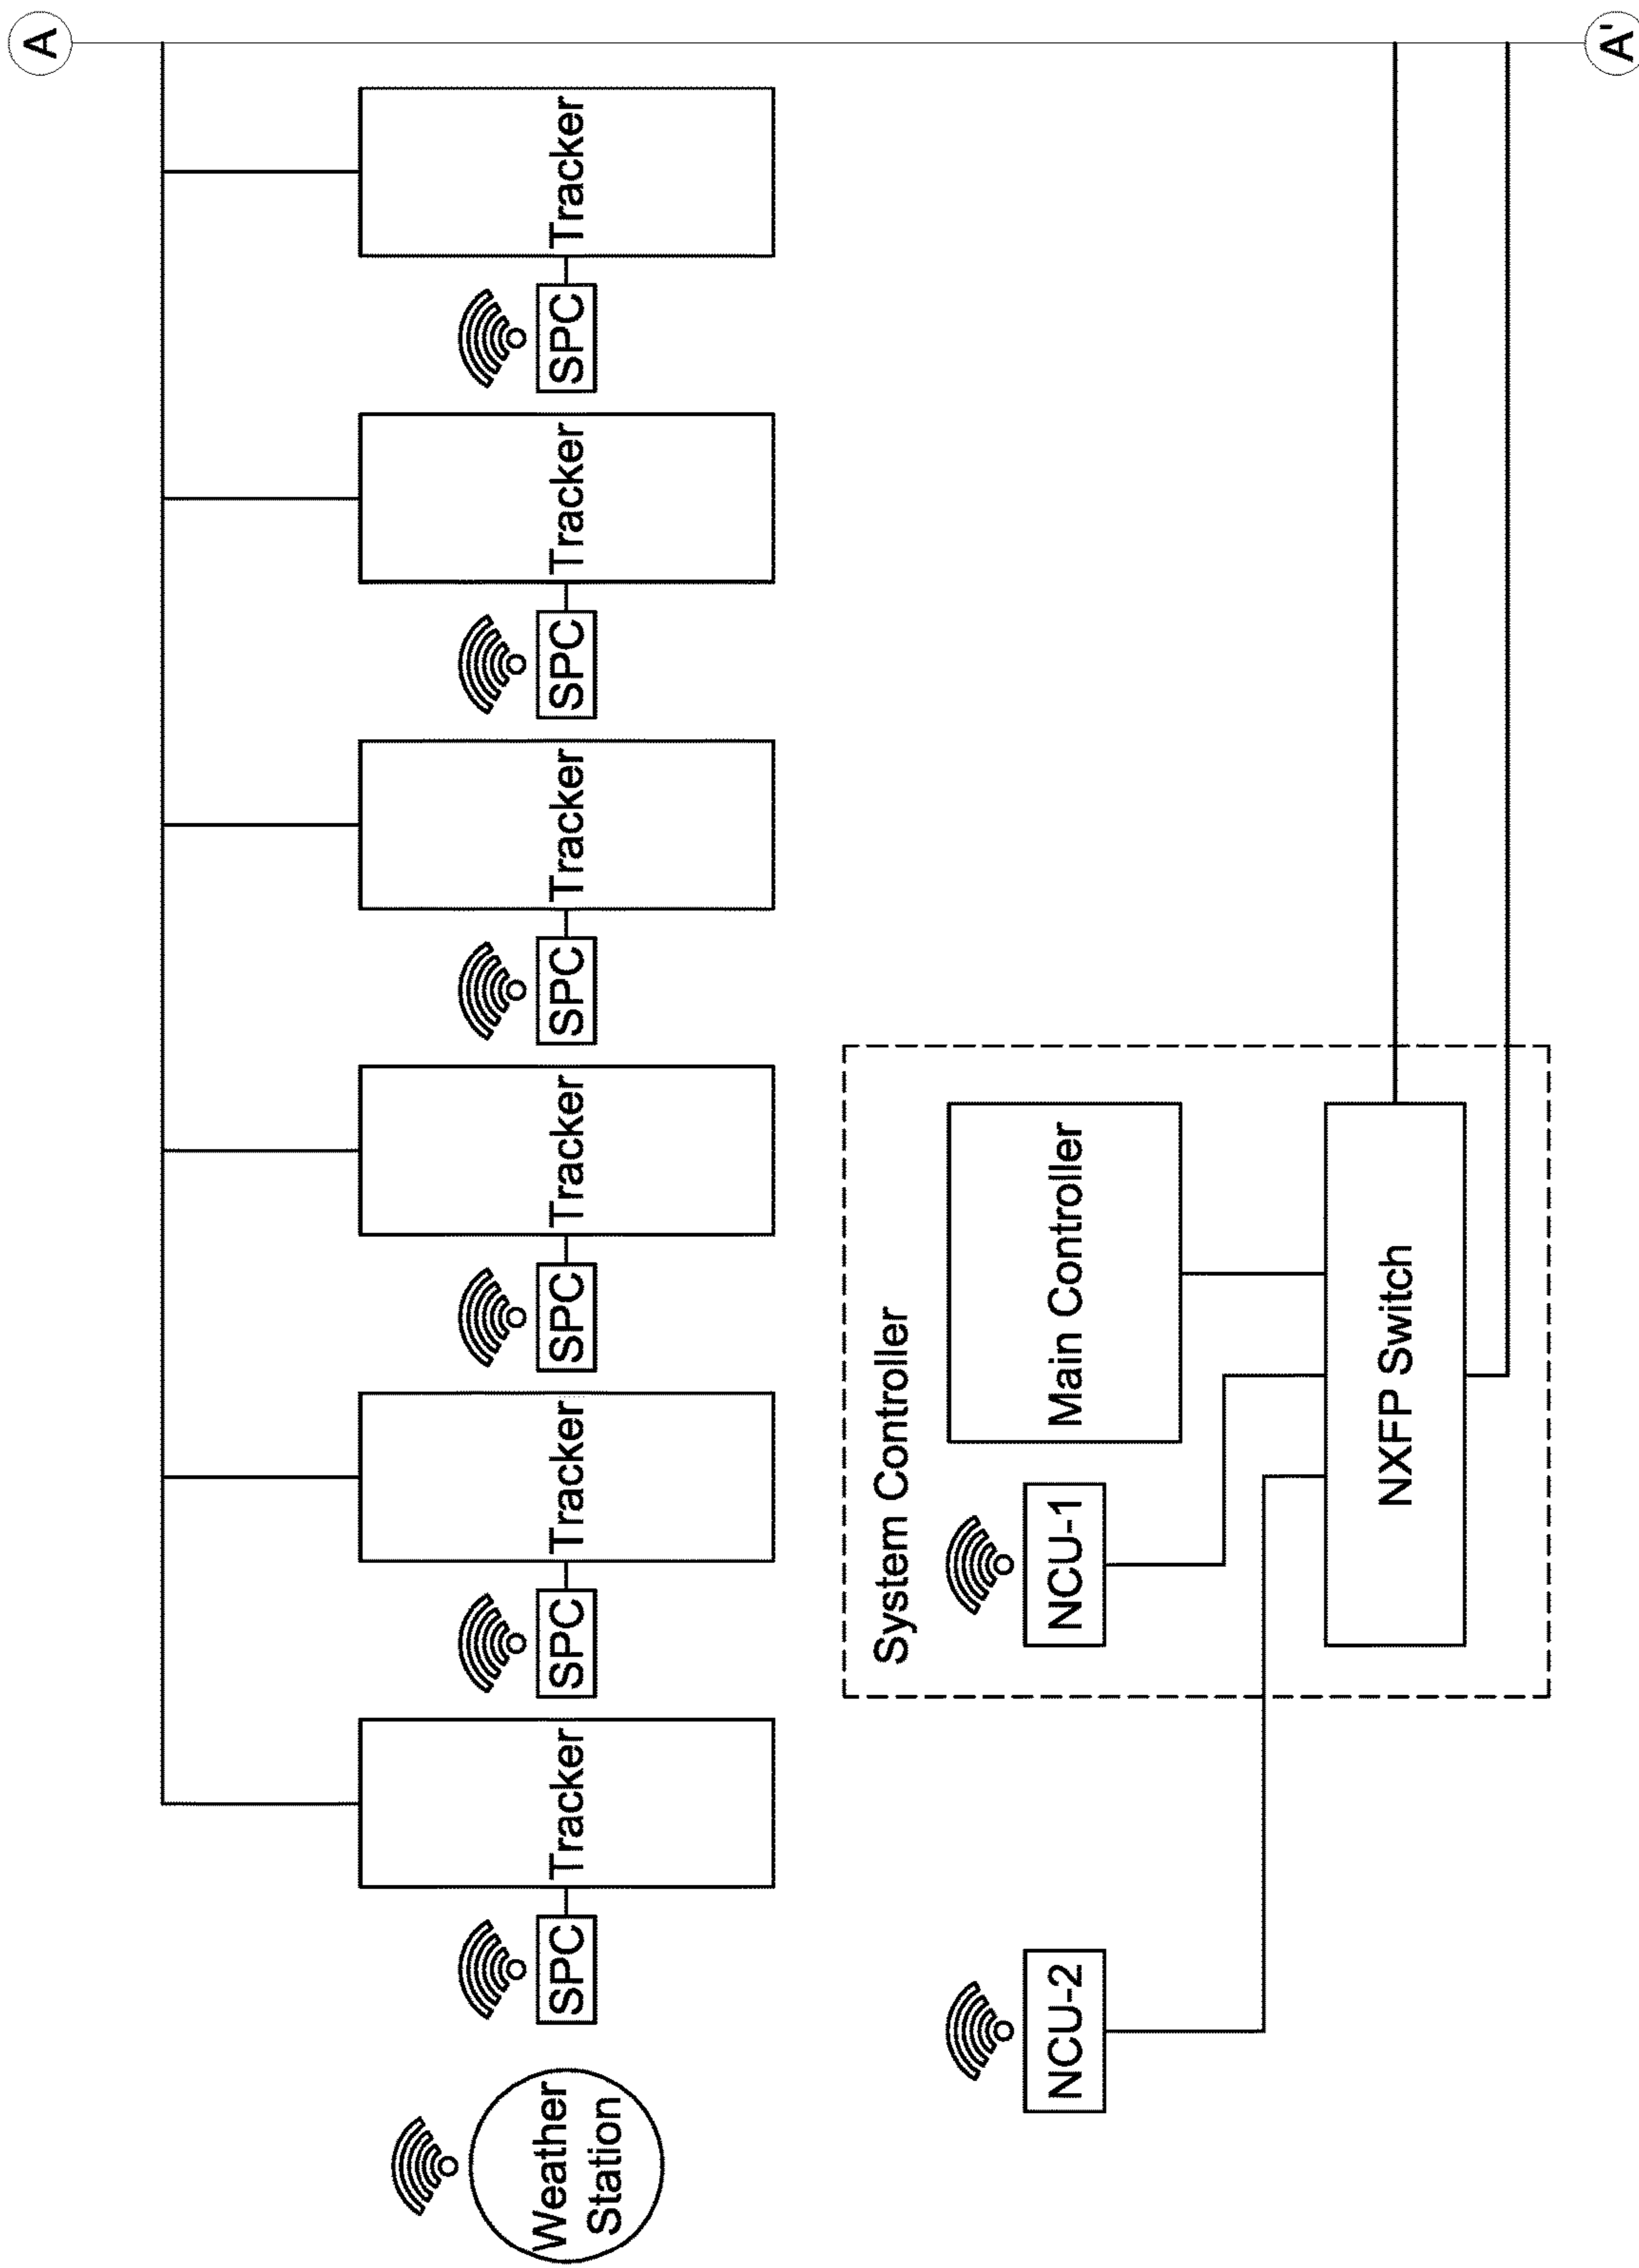 A
Weather
Station
SPC
Tracker
SPC
Tracker
SPC
Tracker
SPC
Tracker
SPC
Tracker
SPC
Tracker
System Controller
NCU-2
NCU-1
Main Controller
NXFP Switch
A'